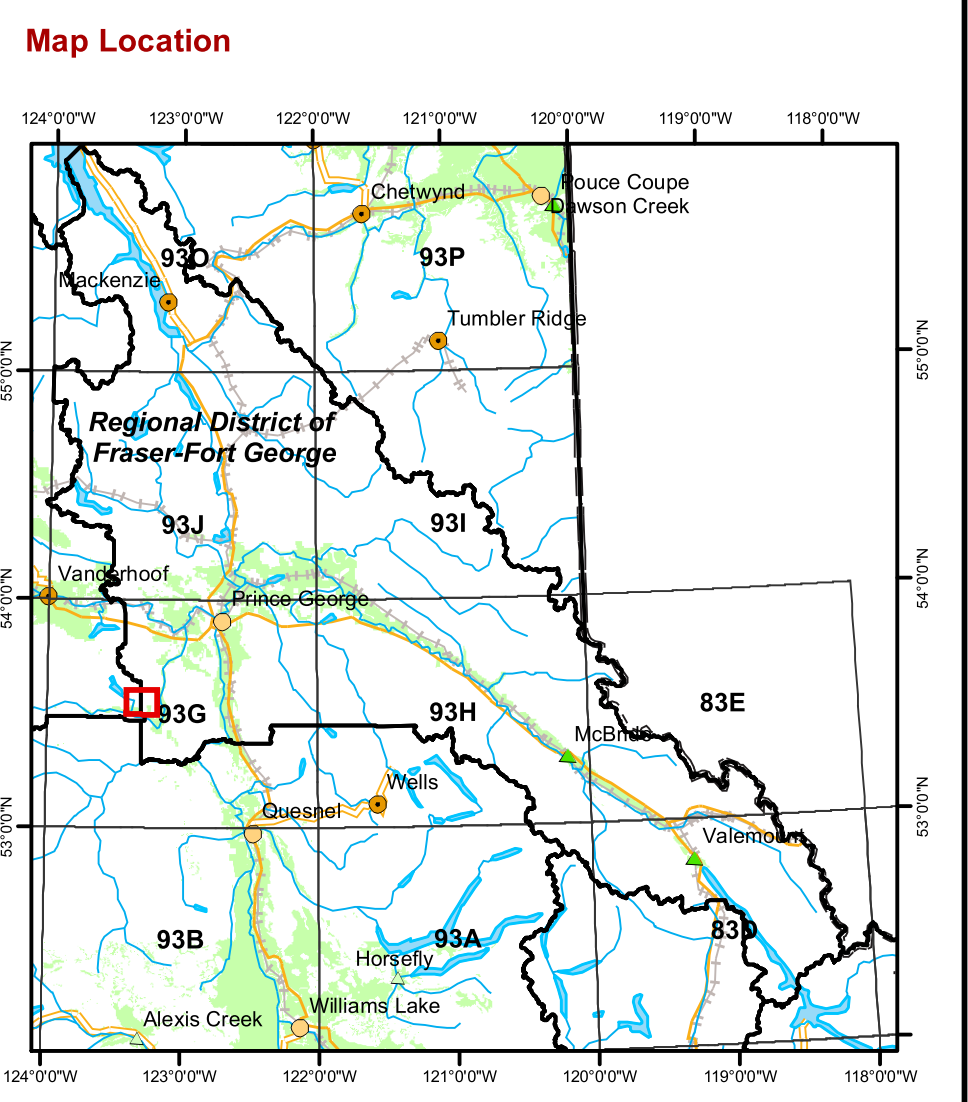 Map Location
124°0'0"W 123°0'0"W 122°0'0"W 121°0'0"W 120°0'0"W 119°0'0"W 118°0'0"W
Pouce Coupe
Chetwynd
Dawson Creek
93O
93P
Mackenzie
Tumbler Ridge
55°0'0"N
55°0'0"N
Regional District of
Fraser-Fort George
93J
93I
Vanderhoof
54°0'0"N
54°0'0"N
Prince George
93G
93H
83E
McBride
Wells
Quesnel
53°0'0"N
53°0'0"N
Valemount
93B
93A
83D
Horsefly
Williams Lake
Alexis Creek
124°0'0"W 123°0'0"W 122°0'0"W 121°0'0"W 120°0'0"W 119°0'0"W 118°0'0"W